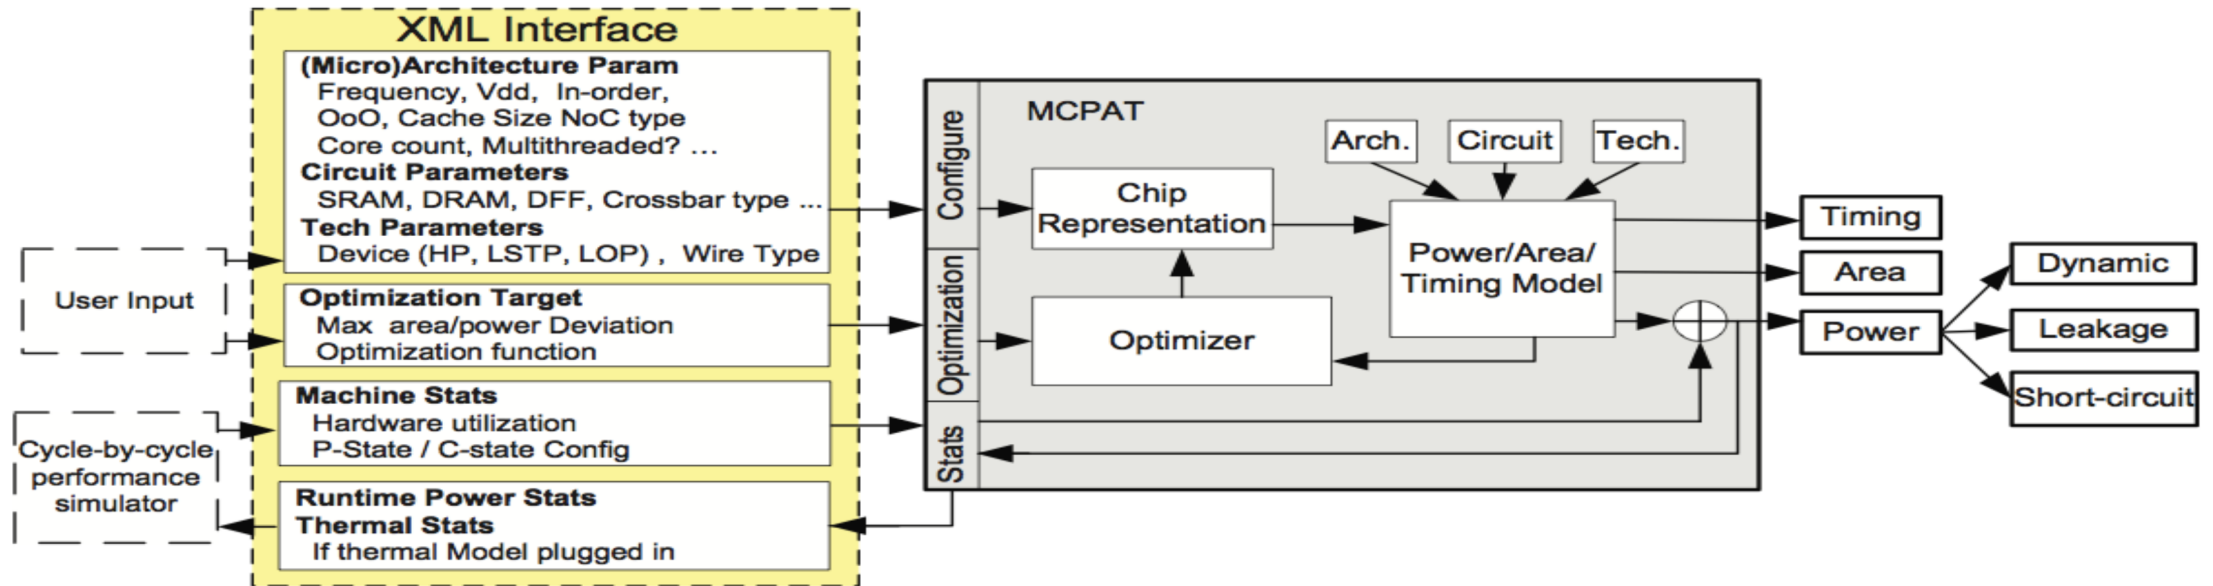 XML Interface
(Micro)Architecture Param
Frequency, Vdd, In-order,
OoO, Cache Size NoC type
Core count, Multithreaded? ...
Circuit Parameters
SRAM, DRAM, DFF, Crossbar type ...
Tech Parameters
Device (HP, LSTP, LOP) , Wire Type
Optimization Target
Max area/power Deviation
Optimization function
Machine Stats
Hardware utilization
P-State / C-state Config
Runtime Power Stats
Thermal Stats
If thermal Model plugged in
User Input
Cycle-by-cycle
performance
simulator
Configure
Optimization
Stats
MCPAT
Arch.
Circuit
Tech.
Chip
Representation
Optimizer
Power/Area/
Timing Model
Timing
Area
Power
Dynamic
Leakage
Short-circuit